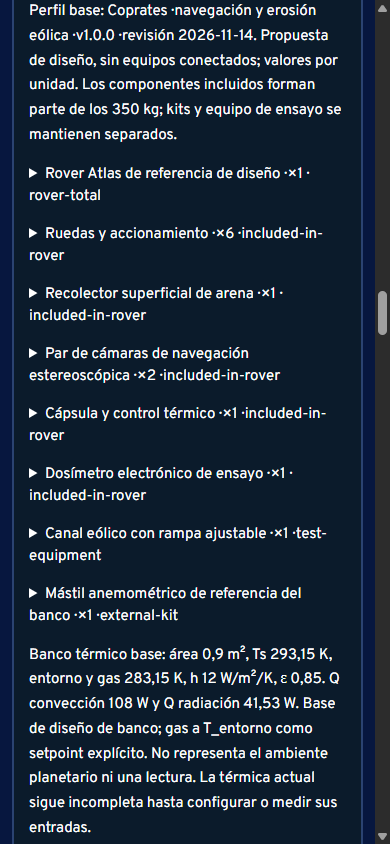 Perfil base: Coprates ·navegación y erosión
eólica ·v1.0.0 ·revisión 2026-11-14. Propuesta
de diseño, sin equipos conectados; valores por
unidad. Los componentes incluidos forman
parte de los 350 kg; kits y equipo de ensayo se
mantienen separados.
▶ Rover Atlas de referencia de diseño ·×1 ·
rover-total
▶ Ruedas y accionamiento ·×6 ·included-in-
rover
▶ Recolector superficial de arena ·×1 ·
included-in-rover
▶ Par de cámaras de navegación
estereoscópica ·×2 ·included-in-rover
▶ Cápsula y control térmico ·×1 ·included-in-
rover
▶ Dosímetro electrónico de ensayo ·×1 ·
included-in-rover
▶ Canal eólico con rampa ajustable ·×1 ·test-
equipment
▶ Mástil anemométrico de referencia del
banco ·×1 ·external-kit
Banco térmico base: área 0,9 m², Ts 293,15 K,
entorno y gas 283,15 K, h 12 W/m²/K, ε 0,85. Q
convección 108 W y Q radiación 41,53 W. Base
de diseño de banco; gas a T_entorno como
setpoint explícito. No representa el ambiente
planetario ni una lectura. La térmica actual
sigue incompleta hasta configurar o medir sus
entradas.